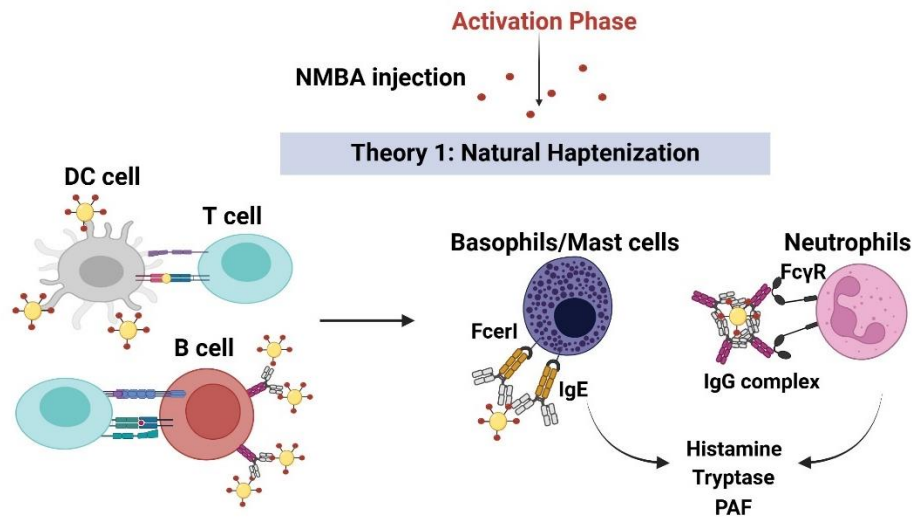 Activation Phase
NMBA injection
Theory 1: Natural Haptenization
DC cell
T cell
B cell
Basophils/Mast cells
FcerI
IgE
Neutrophils
FcγR
IgG complex
Histamine
Tryptase
PAF